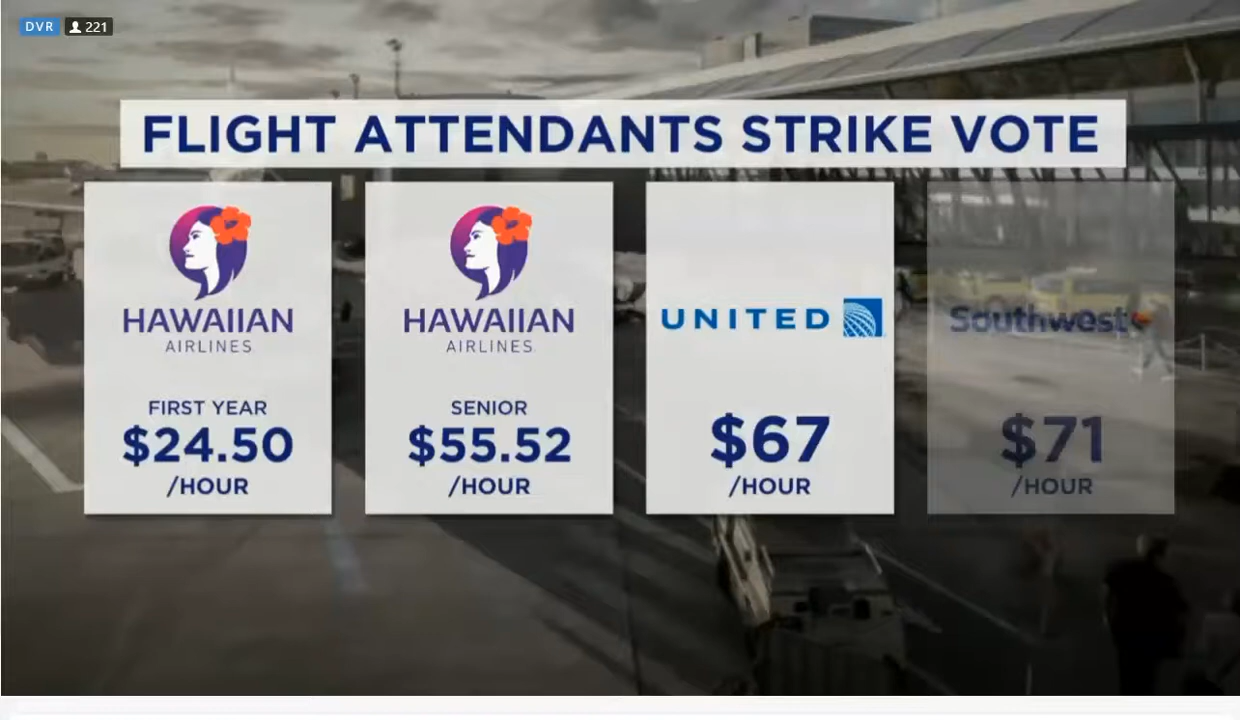 DVR 221
FLIGHT ATTENDANTS STRIKE VOTE
HAWAIIAN
AIRLINES
FIRST YEAR
$24.50
/HOUR
HAWAIIAN
AIRLINES
SENIOR
$55.52
/HOUR
UNITED
$67
/HOUR
Southwest
$71
/HOUR